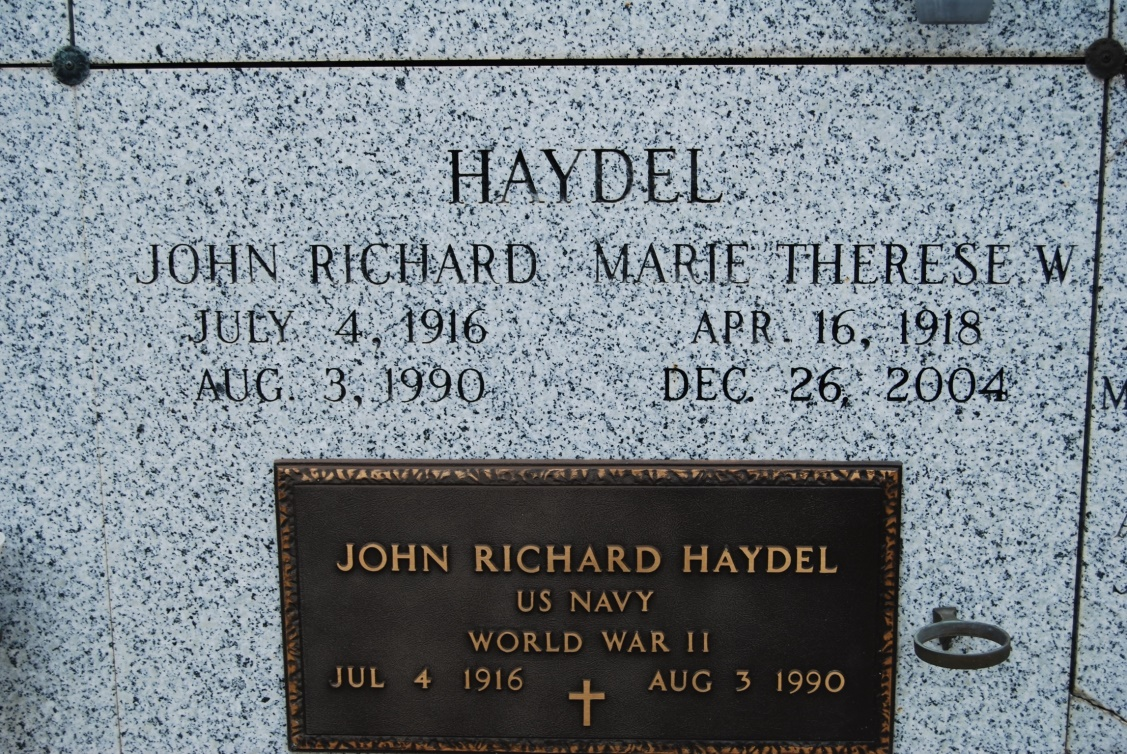 HAYDEL
JOHN RICHARD MARIE THERESE W
JULY 4, 1916 APR. 16, 1918
AUG. 3, 1990 DEC. 26, 2004
JOHN RICHARD HAYDEL
US NAVY
WORLD WAR II
JUL 4 1916 AUG 3 1990